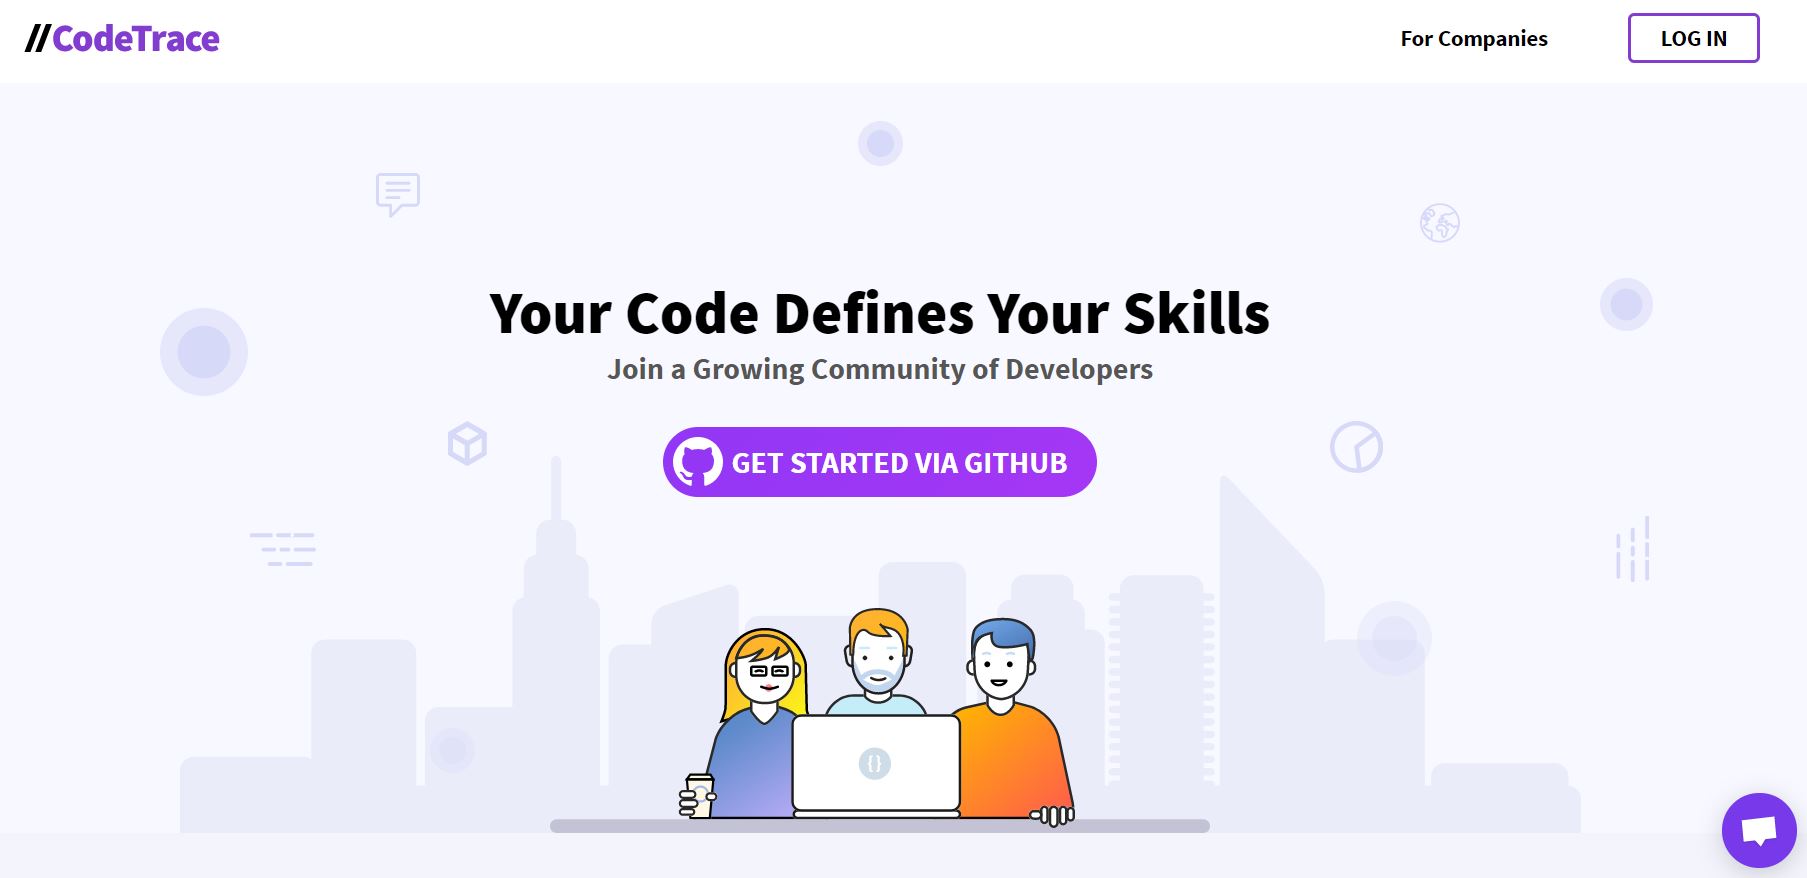 //CodeTrace
For Companies
LOG IN
Your Code Defines Your Skills
Join a Growing Community of Developers
GET STARTED VIA GITHUB
{}